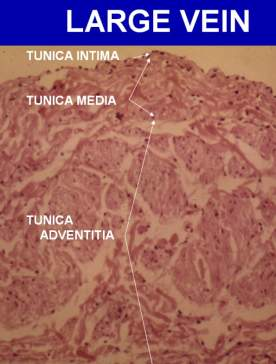 LARGE VEIN
TUNICA INTIMA
TUNICA MEDIA
TUNICA
ADVENTITIA